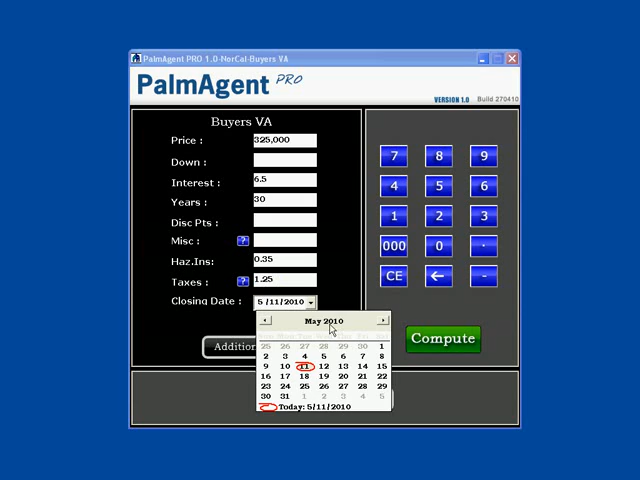 PalmAgent PRO 1.0-NorCal-Buyers VA
PalmAgent PRO
VERSION 1.0 Build 270410
Buyers VA
Price : 325,000
Down :
Interest : 6.5
Years : 30
Disc Pts :
Misc : ?
Haz.Ins: 0.35
Taxes : ? 1.25
Closing Date : 5 /11/2010
7 8 9
4 5 6
1 2 3
000 0 .
CE ← -
Compute
May 2010
25 26 27 28 29 30 1
2 3 4 5 6 7 8
9 10 11 12 13 14 15
16 17 18 19 20 21 22
23 24 25 26 27 28 29
30 31 1 2 3 4 5
Today: 5/11/2010